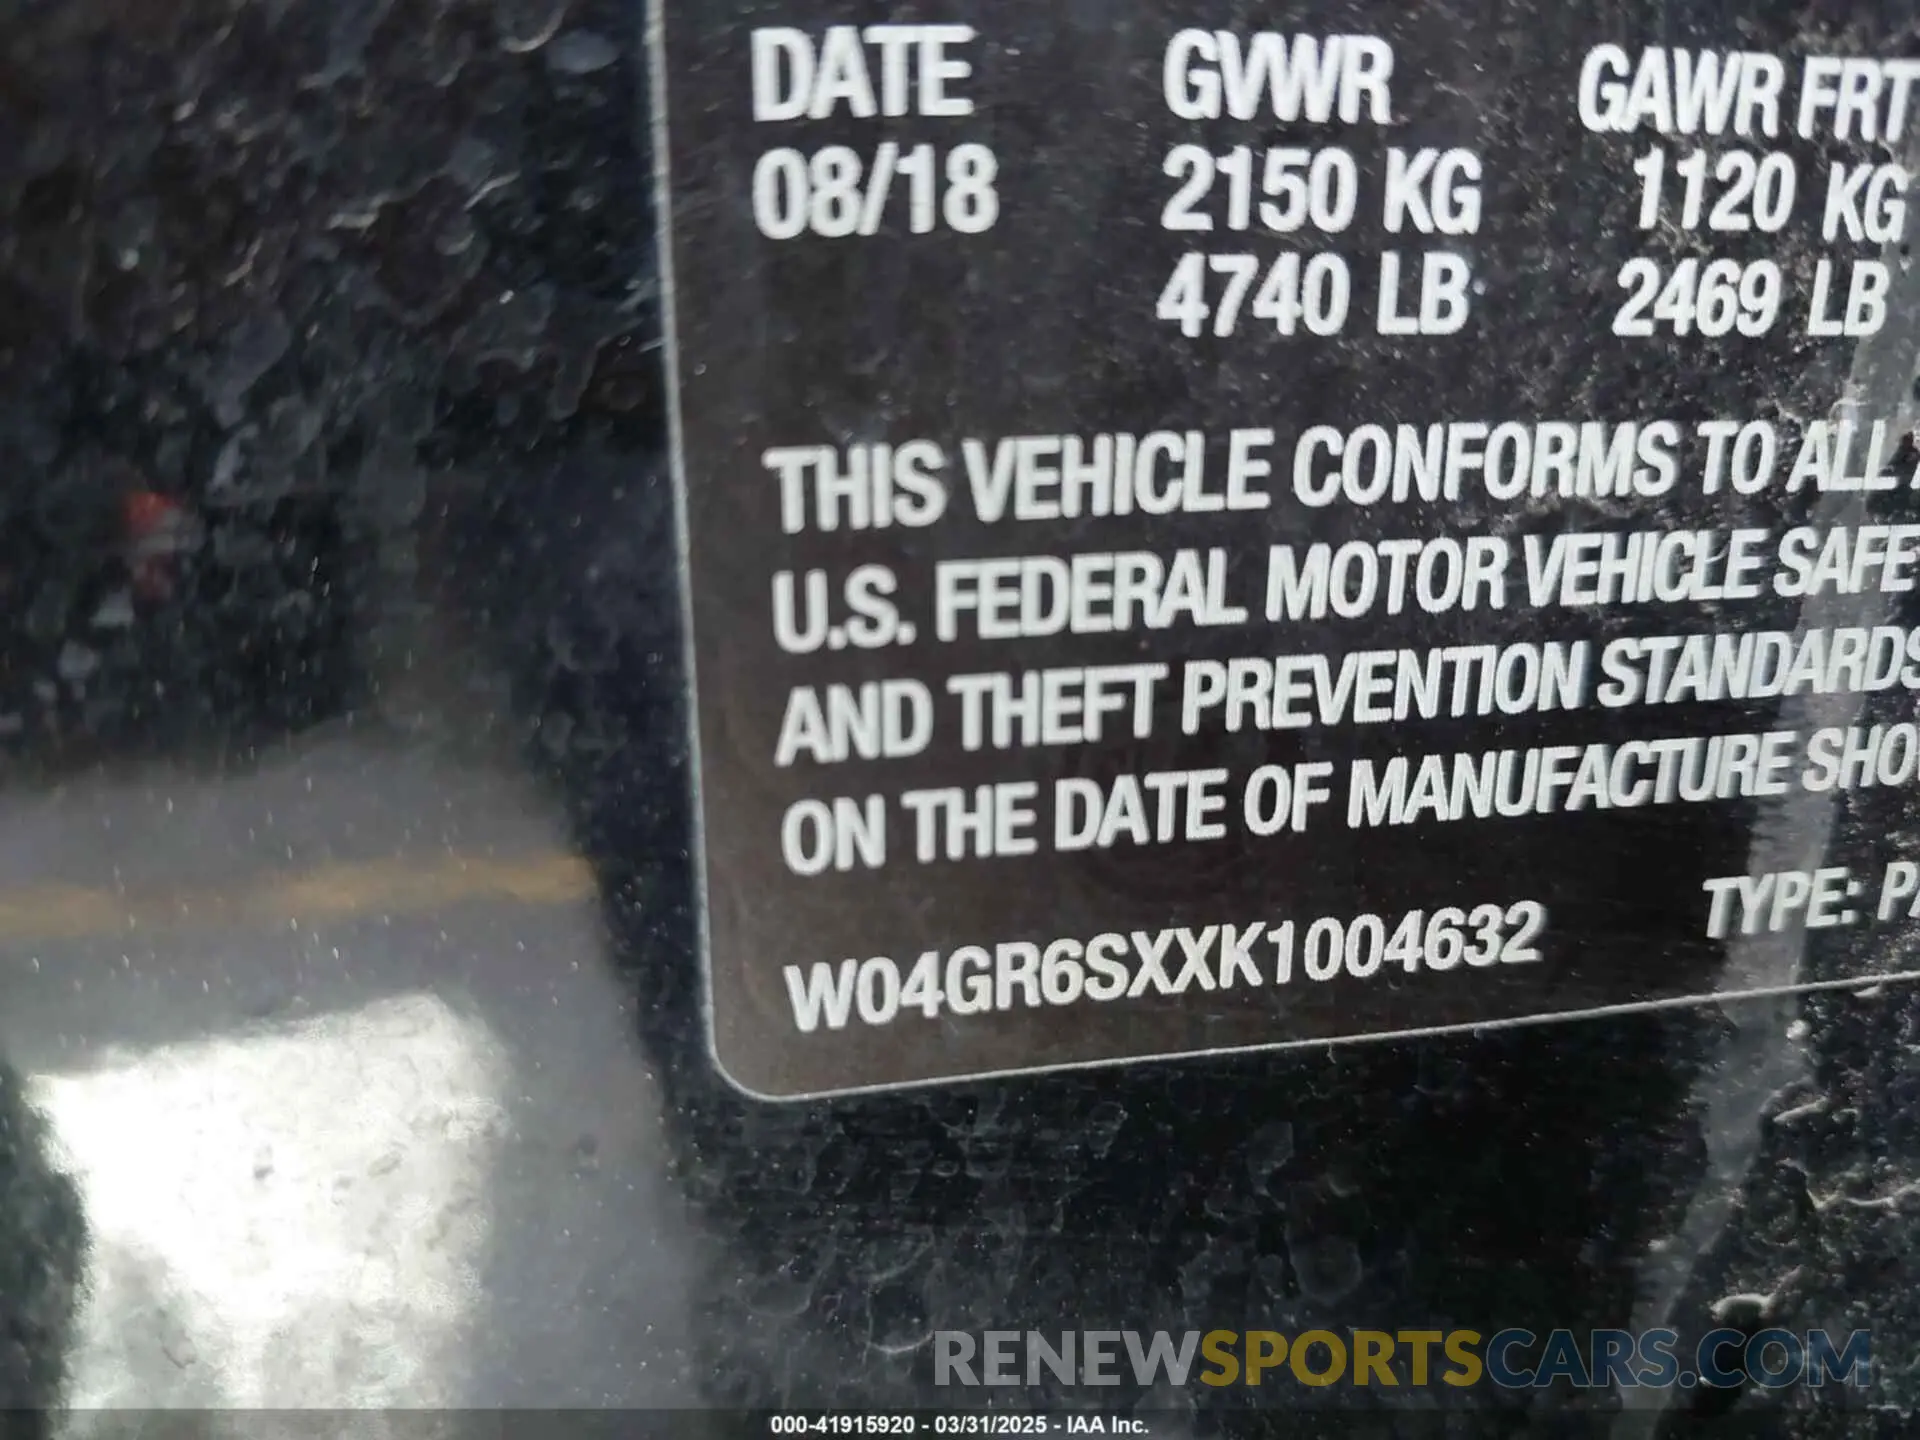 DATE GVWR GAWR FRT
08/18 2150 KG 1120 KG
4740 LB 2469 LB
THIS VEHICLE CONFORMS TO ALL
U.S. FEDERAL MOTOR VEHICLE SAFE
AND THEFT PREVENTION STANDARDS
ON THE DATE OF MANUFACTURE SHO
W04GR6SXXK1004632 TYPE: PA
RENEWSPORTSCARS.COM
000-41915920 - 03/31/2025 - IAA Inc.